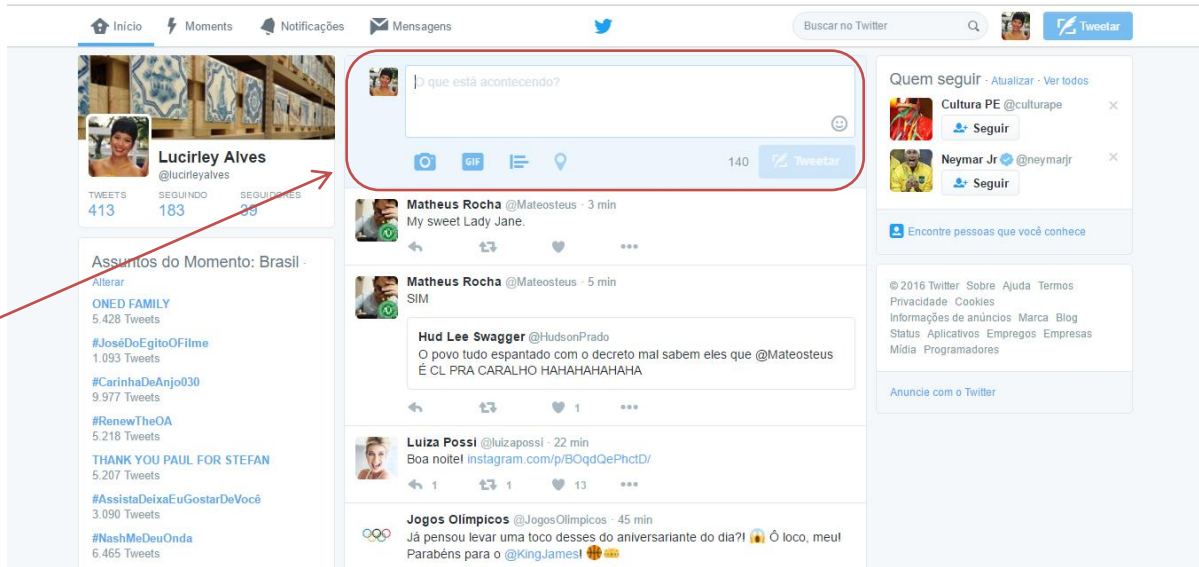 Início Moments Notificações Mensagens Buscar no Twitter Tweetar
Lucirley Alves
@lucirleyalves
TWEETS SEGUINDO SEGUIDORES
413 183 39
Assuntos do Momento: Brasil ·
Alterar
ONED FAMILY
5.428 Tweets
#JoséDoEgitoOFilme
1.093 Tweets
#CarinhaDeAnjo030
9.977 Tweets
#RenewTheOA
5.218 Tweets
THANK YOU PAUL FOR STEFAN
5.207 Tweets
#AssistaDeixaEuGostarDeVocê
3.090 Tweets
#NashMeDeuOnda
6.465 Tweets
O que está acontecendo?
GIF 140 Tweetar
Matheus Rocha @Mateosteus · 3 min
My sweet Lady Jane.
Matheus Rocha @Mateosteus · 5 min
SIM
Hud Lee Swagger @HudsonPrado
O povo tudo espantado com o decreto mal sabem eles que @Mateosteus
É CL PRA CARALHO HAHAHAHAHAHA
1
Luiza Possi @luizapossi · 22 min
Boa noite! instagram.com/p/BOqdQePhctD/
1 1 13
Jogos Olímpicos @JogosOlimpicos · 45 min
Já pensou levar uma toco desses do aniversariante do dia?! Ô loco, meu!
Parabéns para o @KingJames!
Quem seguir · Atualizar · Ver todos
Cultura PE @culturape
Seguir
Neymar Jr @neymarjr
Seguir
Encontre pessoas que você conhece
© 2016 Twitter Sobre Ajuda Termos
Privacidade Cookies
Informações de anúncios Marca Blog
Status Aplicativos Empregos Empresas
Mídia Programadores
Anuncie com o Twitter